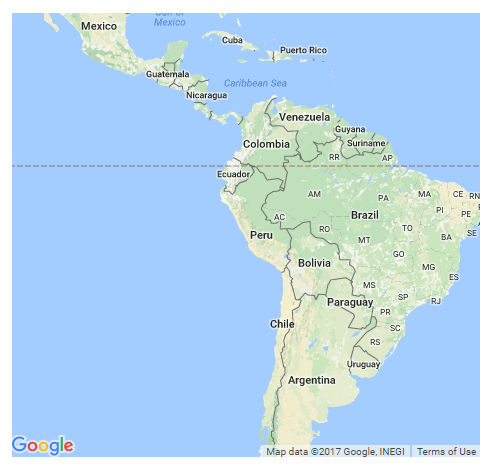 Gulf of
Mexico
Mexico
Cuba
Puerto Rico
Guatemala
Caribbean Sea
Nicaragua
Venezuela
Guyana
Colombia
Suriname
RR
AP
Ecuador
AM
PA
MA
CE
RN
PI
PE
AC
Brazil
TO
SE
Peru
RO
MT
BA
GO
Bolivia
MG
ES
MS
Paraguay
SP
RJ
PR
Chile
SC
RS
Uruguay
Argentina
Google
Map data ©2017 Google, INEGI
Terms of Use